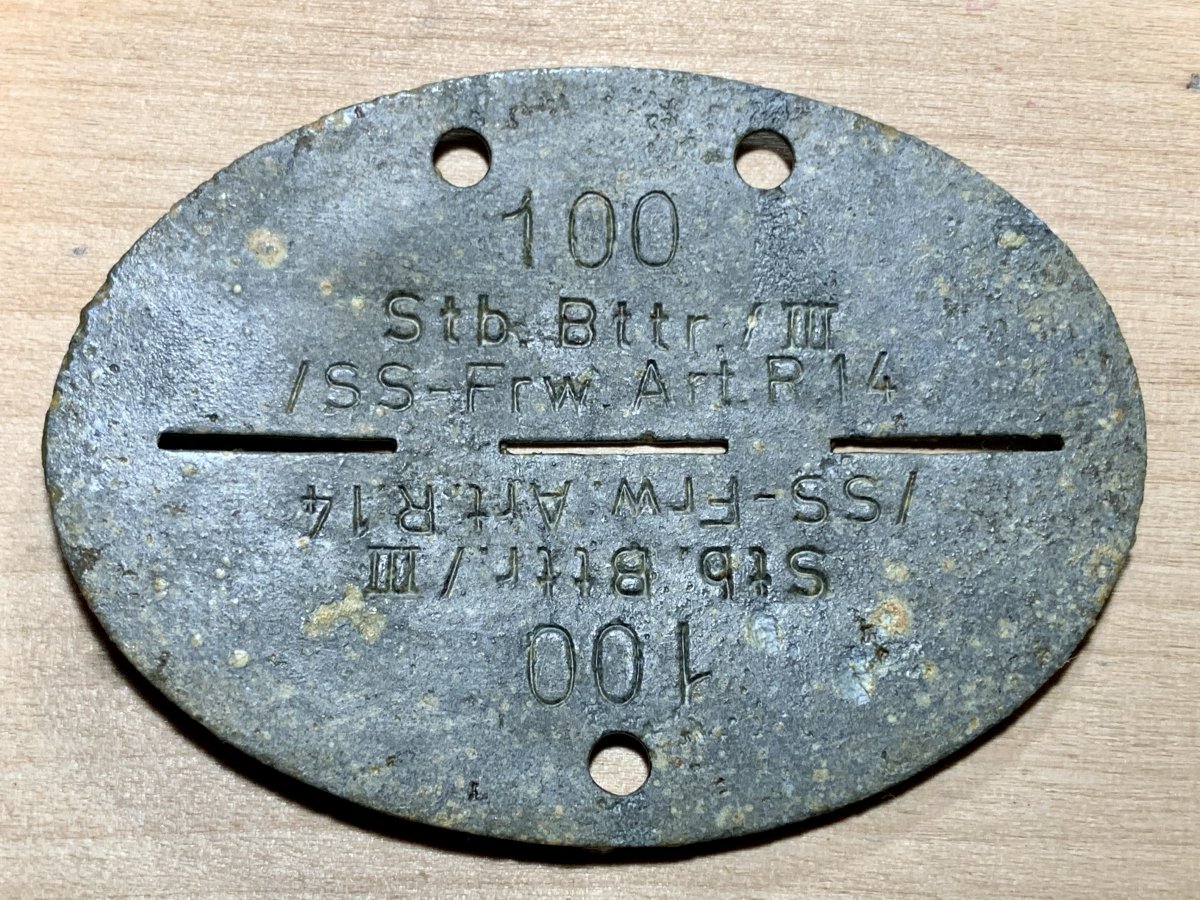 100
Stb. Bttr./III
/SS-Frw. Art.R.14
/SS-Frw. Art.R.14
Stb. Bttr./III
100